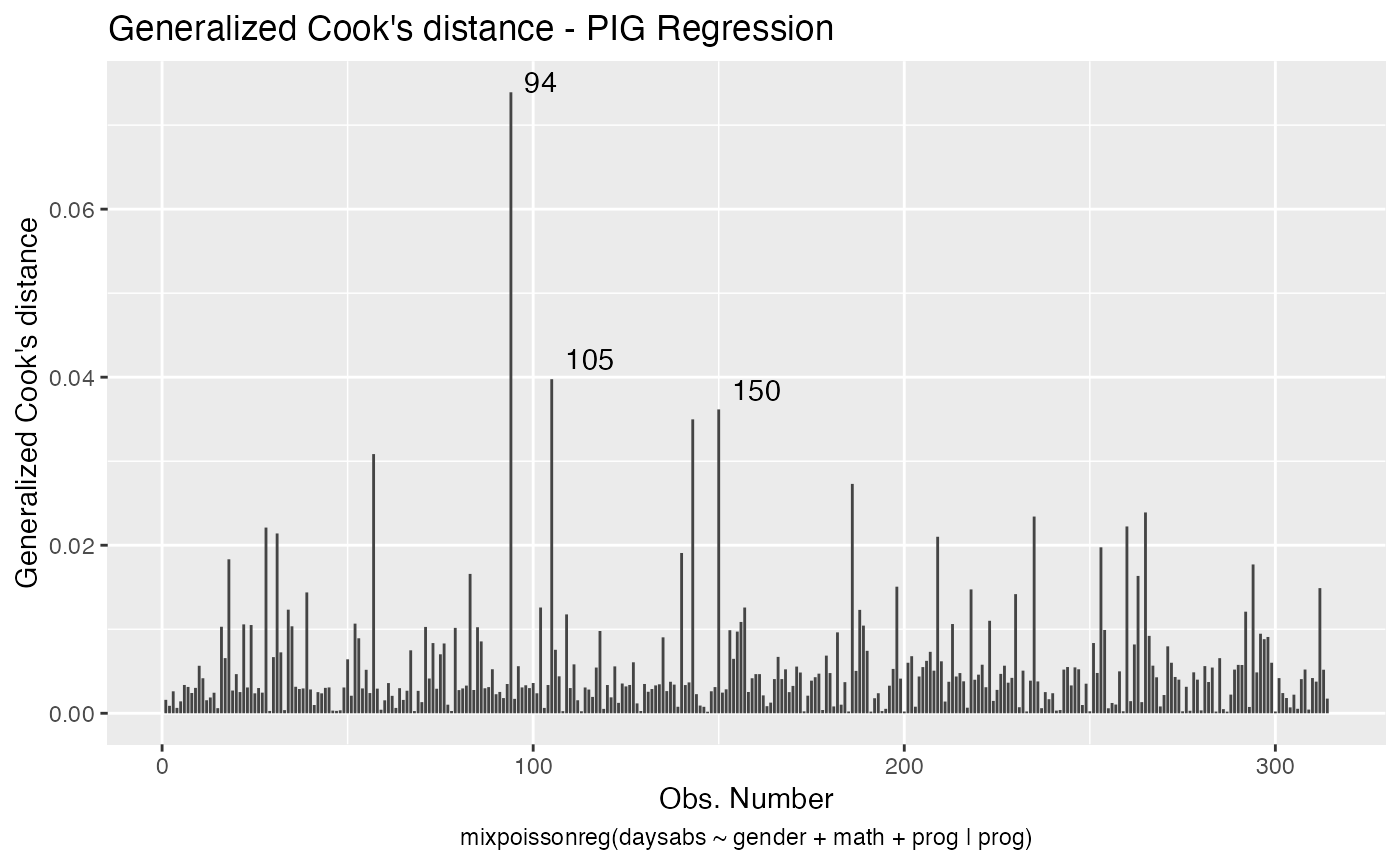 Generalized Cook's distance - PIG Regression
94
0.06
105
0.04
150
Generalized Cook's distance
0.02
0.00
0
100
200
300
Obs. Number
mixpoissonreg(daysabs ~ gender + math + prog | prog)